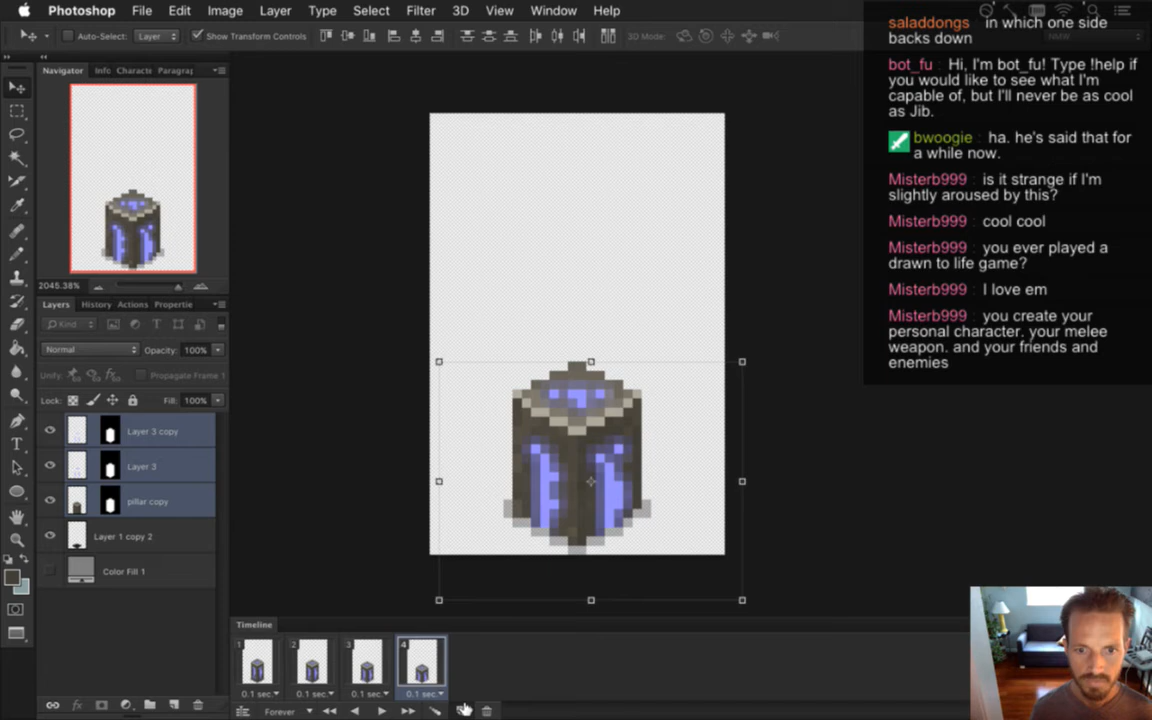 Photoshop File Edit Image Layer Type Select Filter 3D View Window Help
Auto-Select: Layer Show Transform Controls 3D Mode:
Navigator Info Characte Paragraı
2045.38%
Layers History Actions Propertie
Kind
Normal Opacity: 100%
Unify: Propagate Frame 1
Lock: Fill: 100%
Layer 3 copy
Layer 3
pillar copy
Layer 1 copy 2
Color Fill 1
Timeline
1 2 3 4
0.1 sec. 0.1 sec. 0.1 sec. 0.1 sec.
Forever
saladdongs : in which one side
backs down
bot_fu : Hi, I'm bot_fu! Type !help if
you would like to see what I'm
capable of, but I'll never be as cool
as Jib.
bwoogie : ha. he's said that for
a while now.
Misterb999 : is it strange if I'm
slightly aroused by this?
Misterb999 : cool cool
Misterb999 : you ever played a
drawn to life game?
Misterb999 : I love em
Misterb999 : you create your
personal character. your melee
weapon. and your friends and
enemies